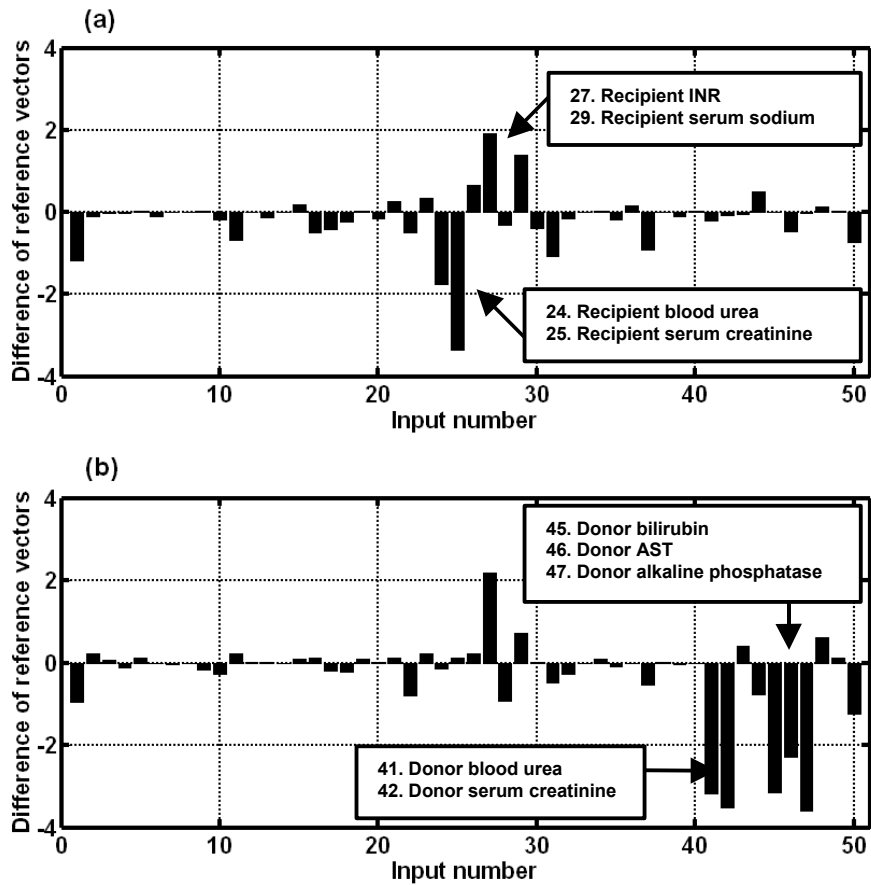 (a)
Difference of reference vectors
4
2
0
-2
-4
27. Recipient INR
29. Recipient serum sodium
24. Recipient blood urea
25. Recipient serum creatinine
0 10 20 30 40 50
Input number
(b)
Difference of reference vectors
4
2
0
-2
-4
45. Donor bilirubin
46. Donor AST
47. Donor alkaline phosphatase
41. Donor blood urea
42. Donor serum creatinine
0 10 20 30 40 50
Input number